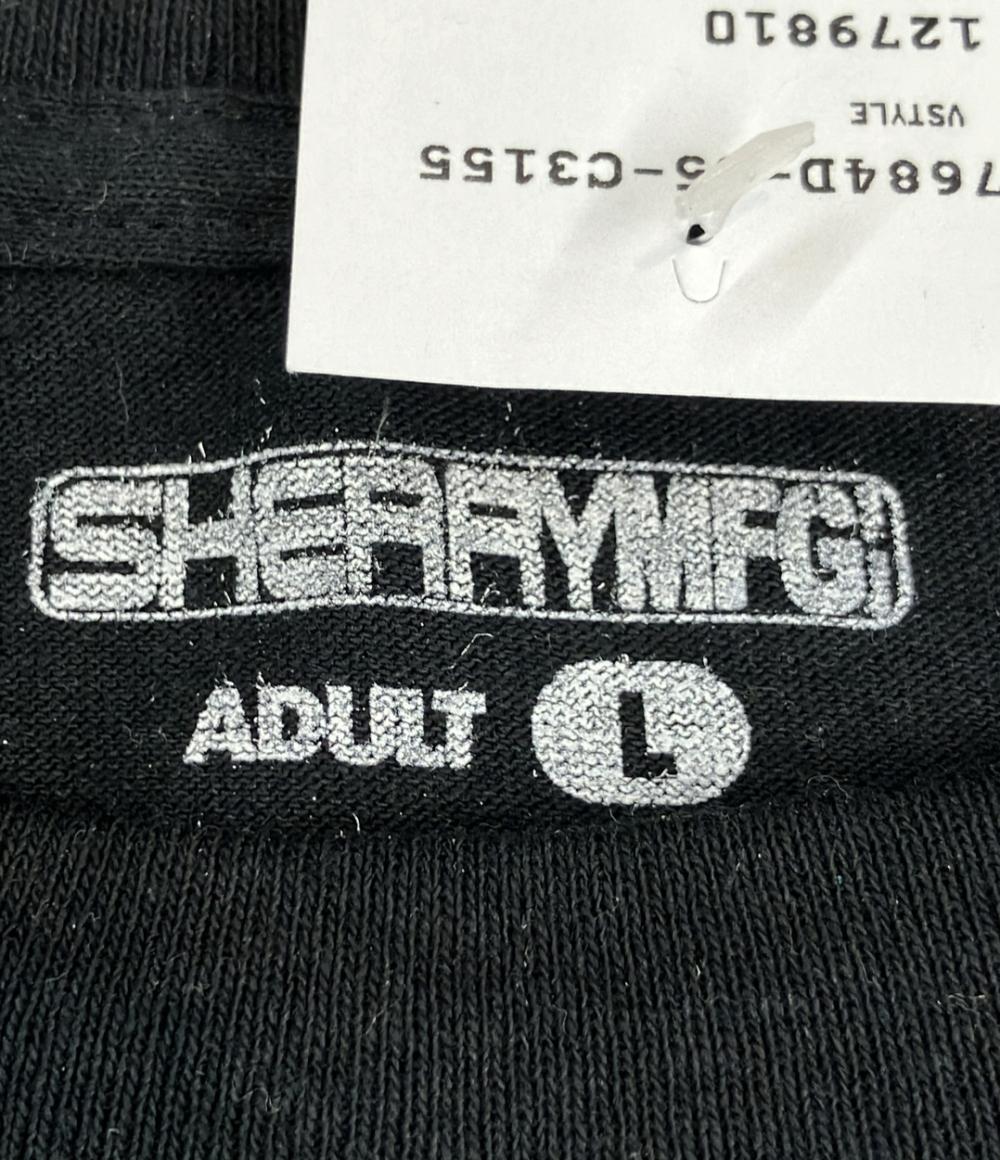 7684D-
5-C3155
VSTYLE
1279810
SHERRYMFG
ADULT L